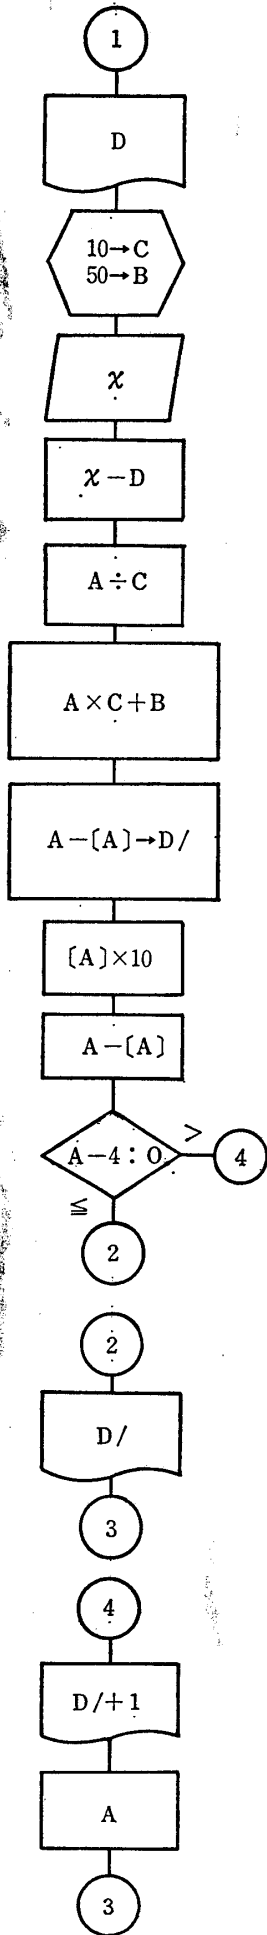 1
D
10→C
50→B
x
x−D
A÷C
A×C+B
A−〔A〕→D/
〔A〕×10
A−〔A〕
A−4：0
>
4
≦
2
2
D/
3
4
D/+1
A
3